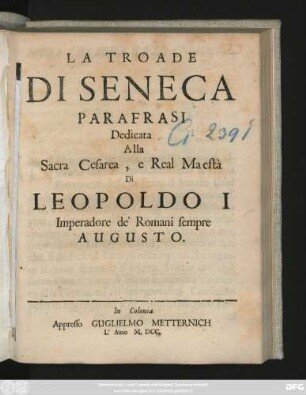 LA TROADE
DI SENECA
PARAFRASI
Dedicata
G 2391
Alla
Sacra Cesarea, e Real Maestà
Di
LEOPOLDO I
Imperadore de' Romani sempre
AUGUSTO.
In Colonia
Appresso GUGLIELMO METTERNICH
L' Anno M. DCC.